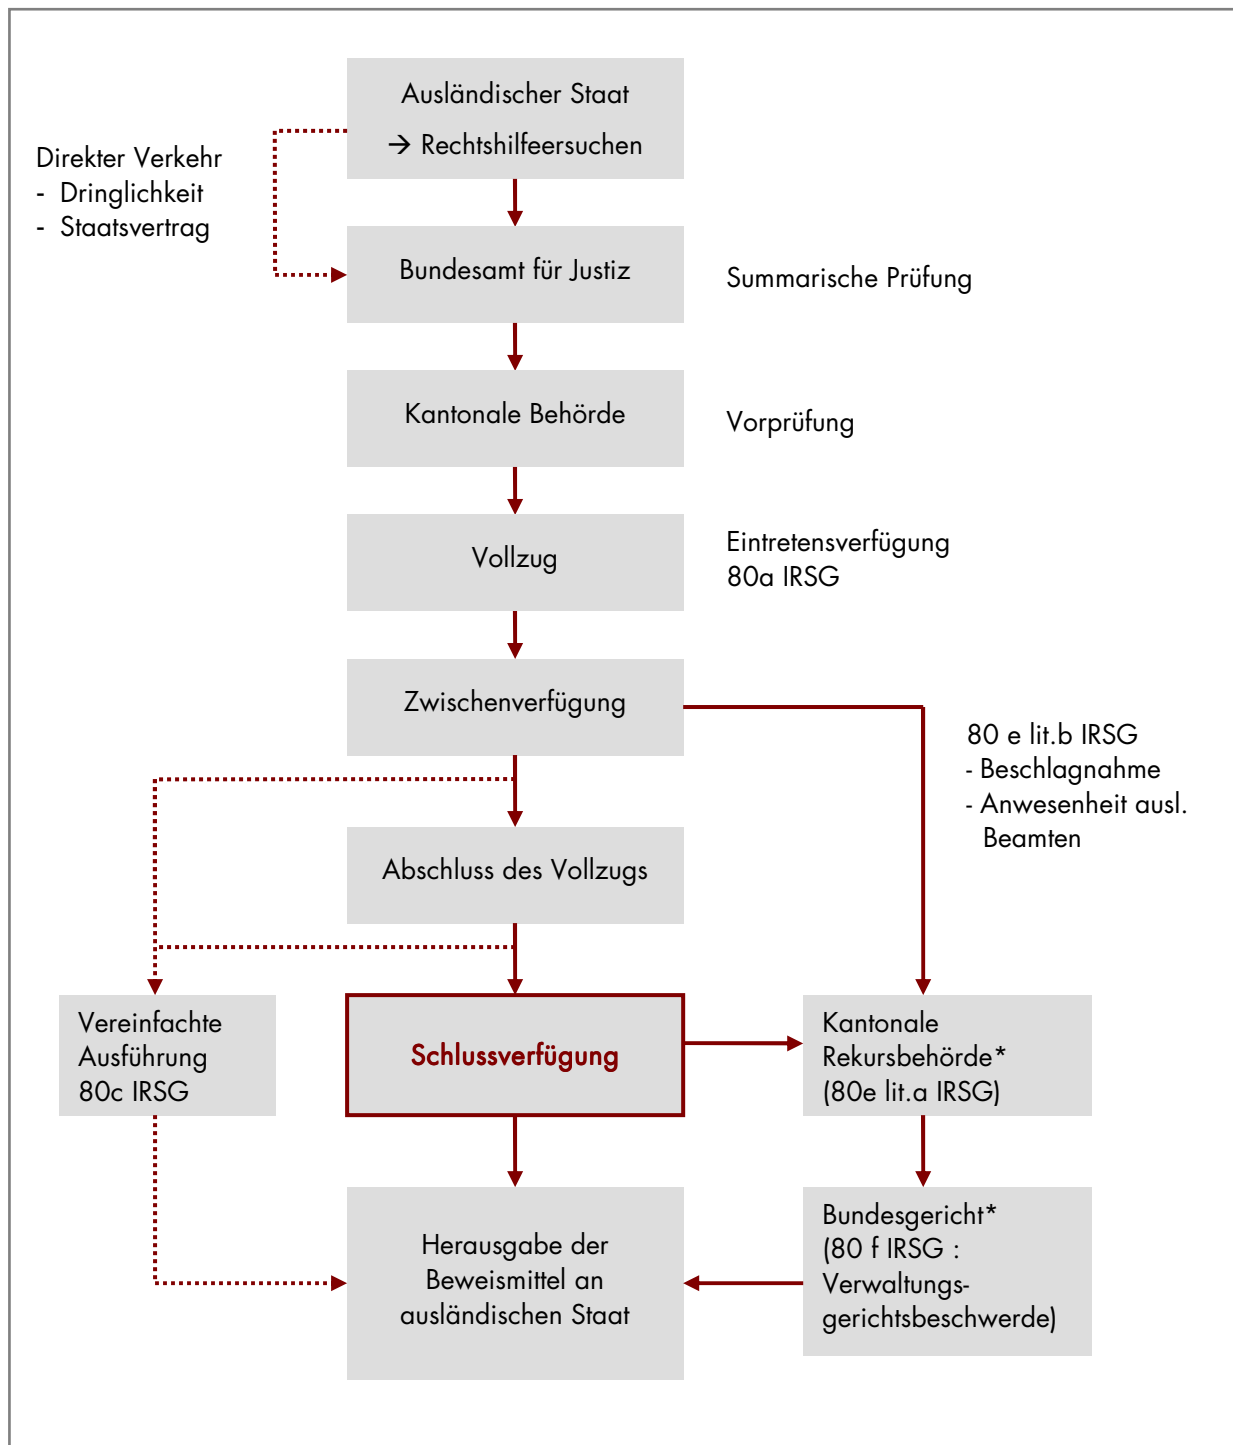 Ausländischer Staat
→ Rechtshilfeersuchen
Direkter Verkehr
- Dringlichkeit
- Staatsvertrag
Bundesamt für Justiz
Summarische Prüfung
Kantonale Behörde
Vorprüfung
Vollzug
Eintretensverfügung
80a IRSG
Zwischenverfügung
80 e lit.b IRSG
- Beschlagnahme
- Anwesenheit ausl.
Beamten
Abschluss des Vollzugs
Vereinfachte
Ausführung
80c IRSG
Schlussverfügung
Kantonale
Rekursbehörde*
(80e lit.a IRSG)
Herausgabe der
Beweismittel an
ausländischen Staat
Bundesgericht*
(80 f IRSG :
Verwaltungs-
gerichtsbeschwerde)